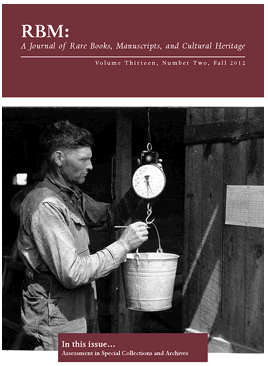 RBM:
A Journal of Rare Books, Manuscripts, and Cultural Heritage
Volume Thirteen, Number Two, Fall 2012
In this issue...
Assessment in Special Collections and Archives